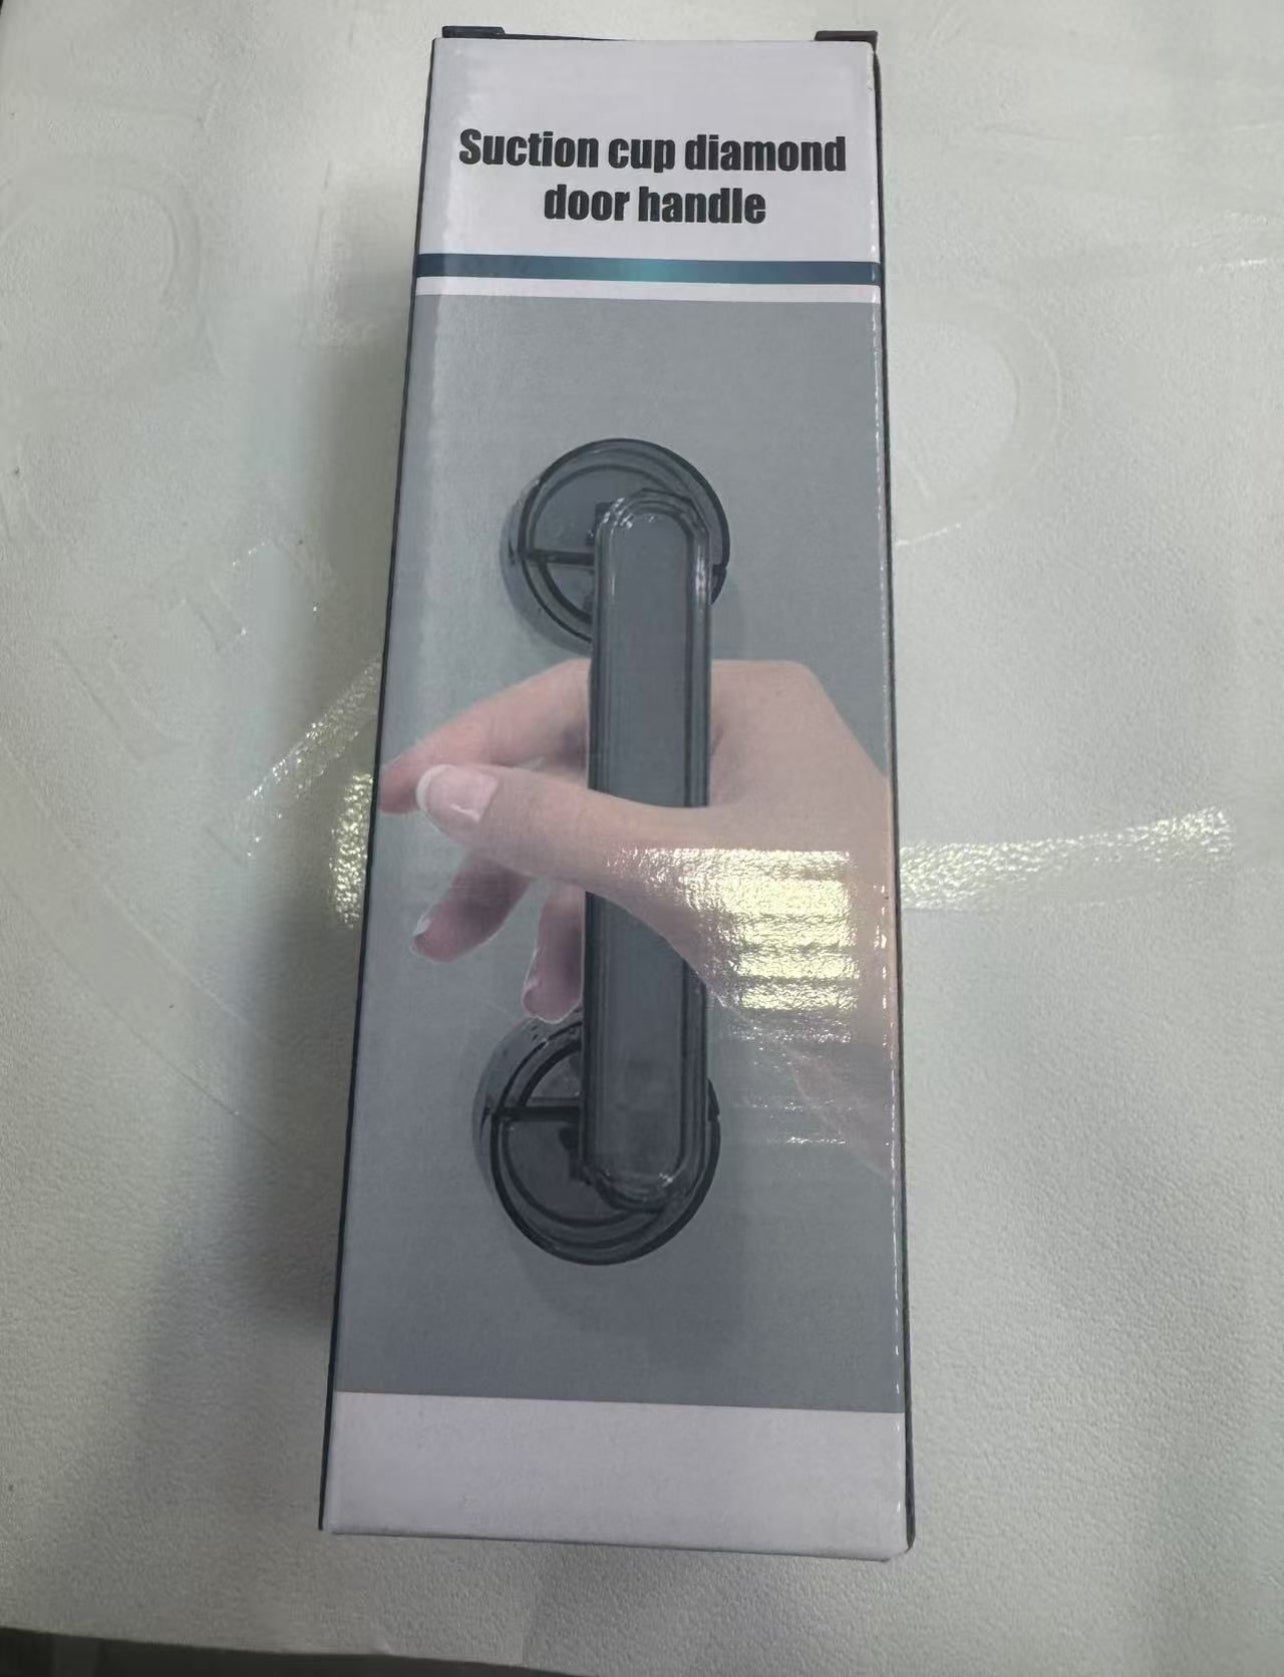 Suction cup diamond
door handle